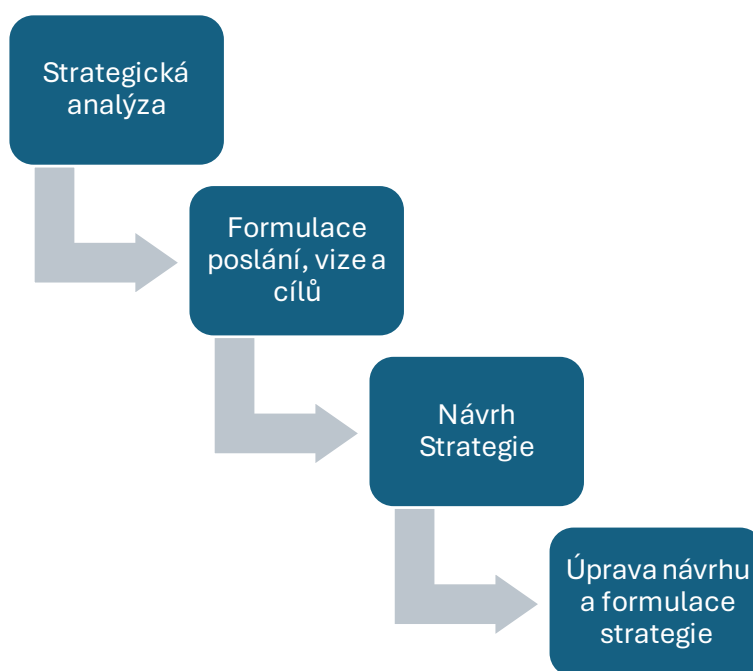 Strategická
analýza
Formulace
poslání, vize a
cílů
Návrh
Strategie
Úprava návrhu
a formulace
strategie